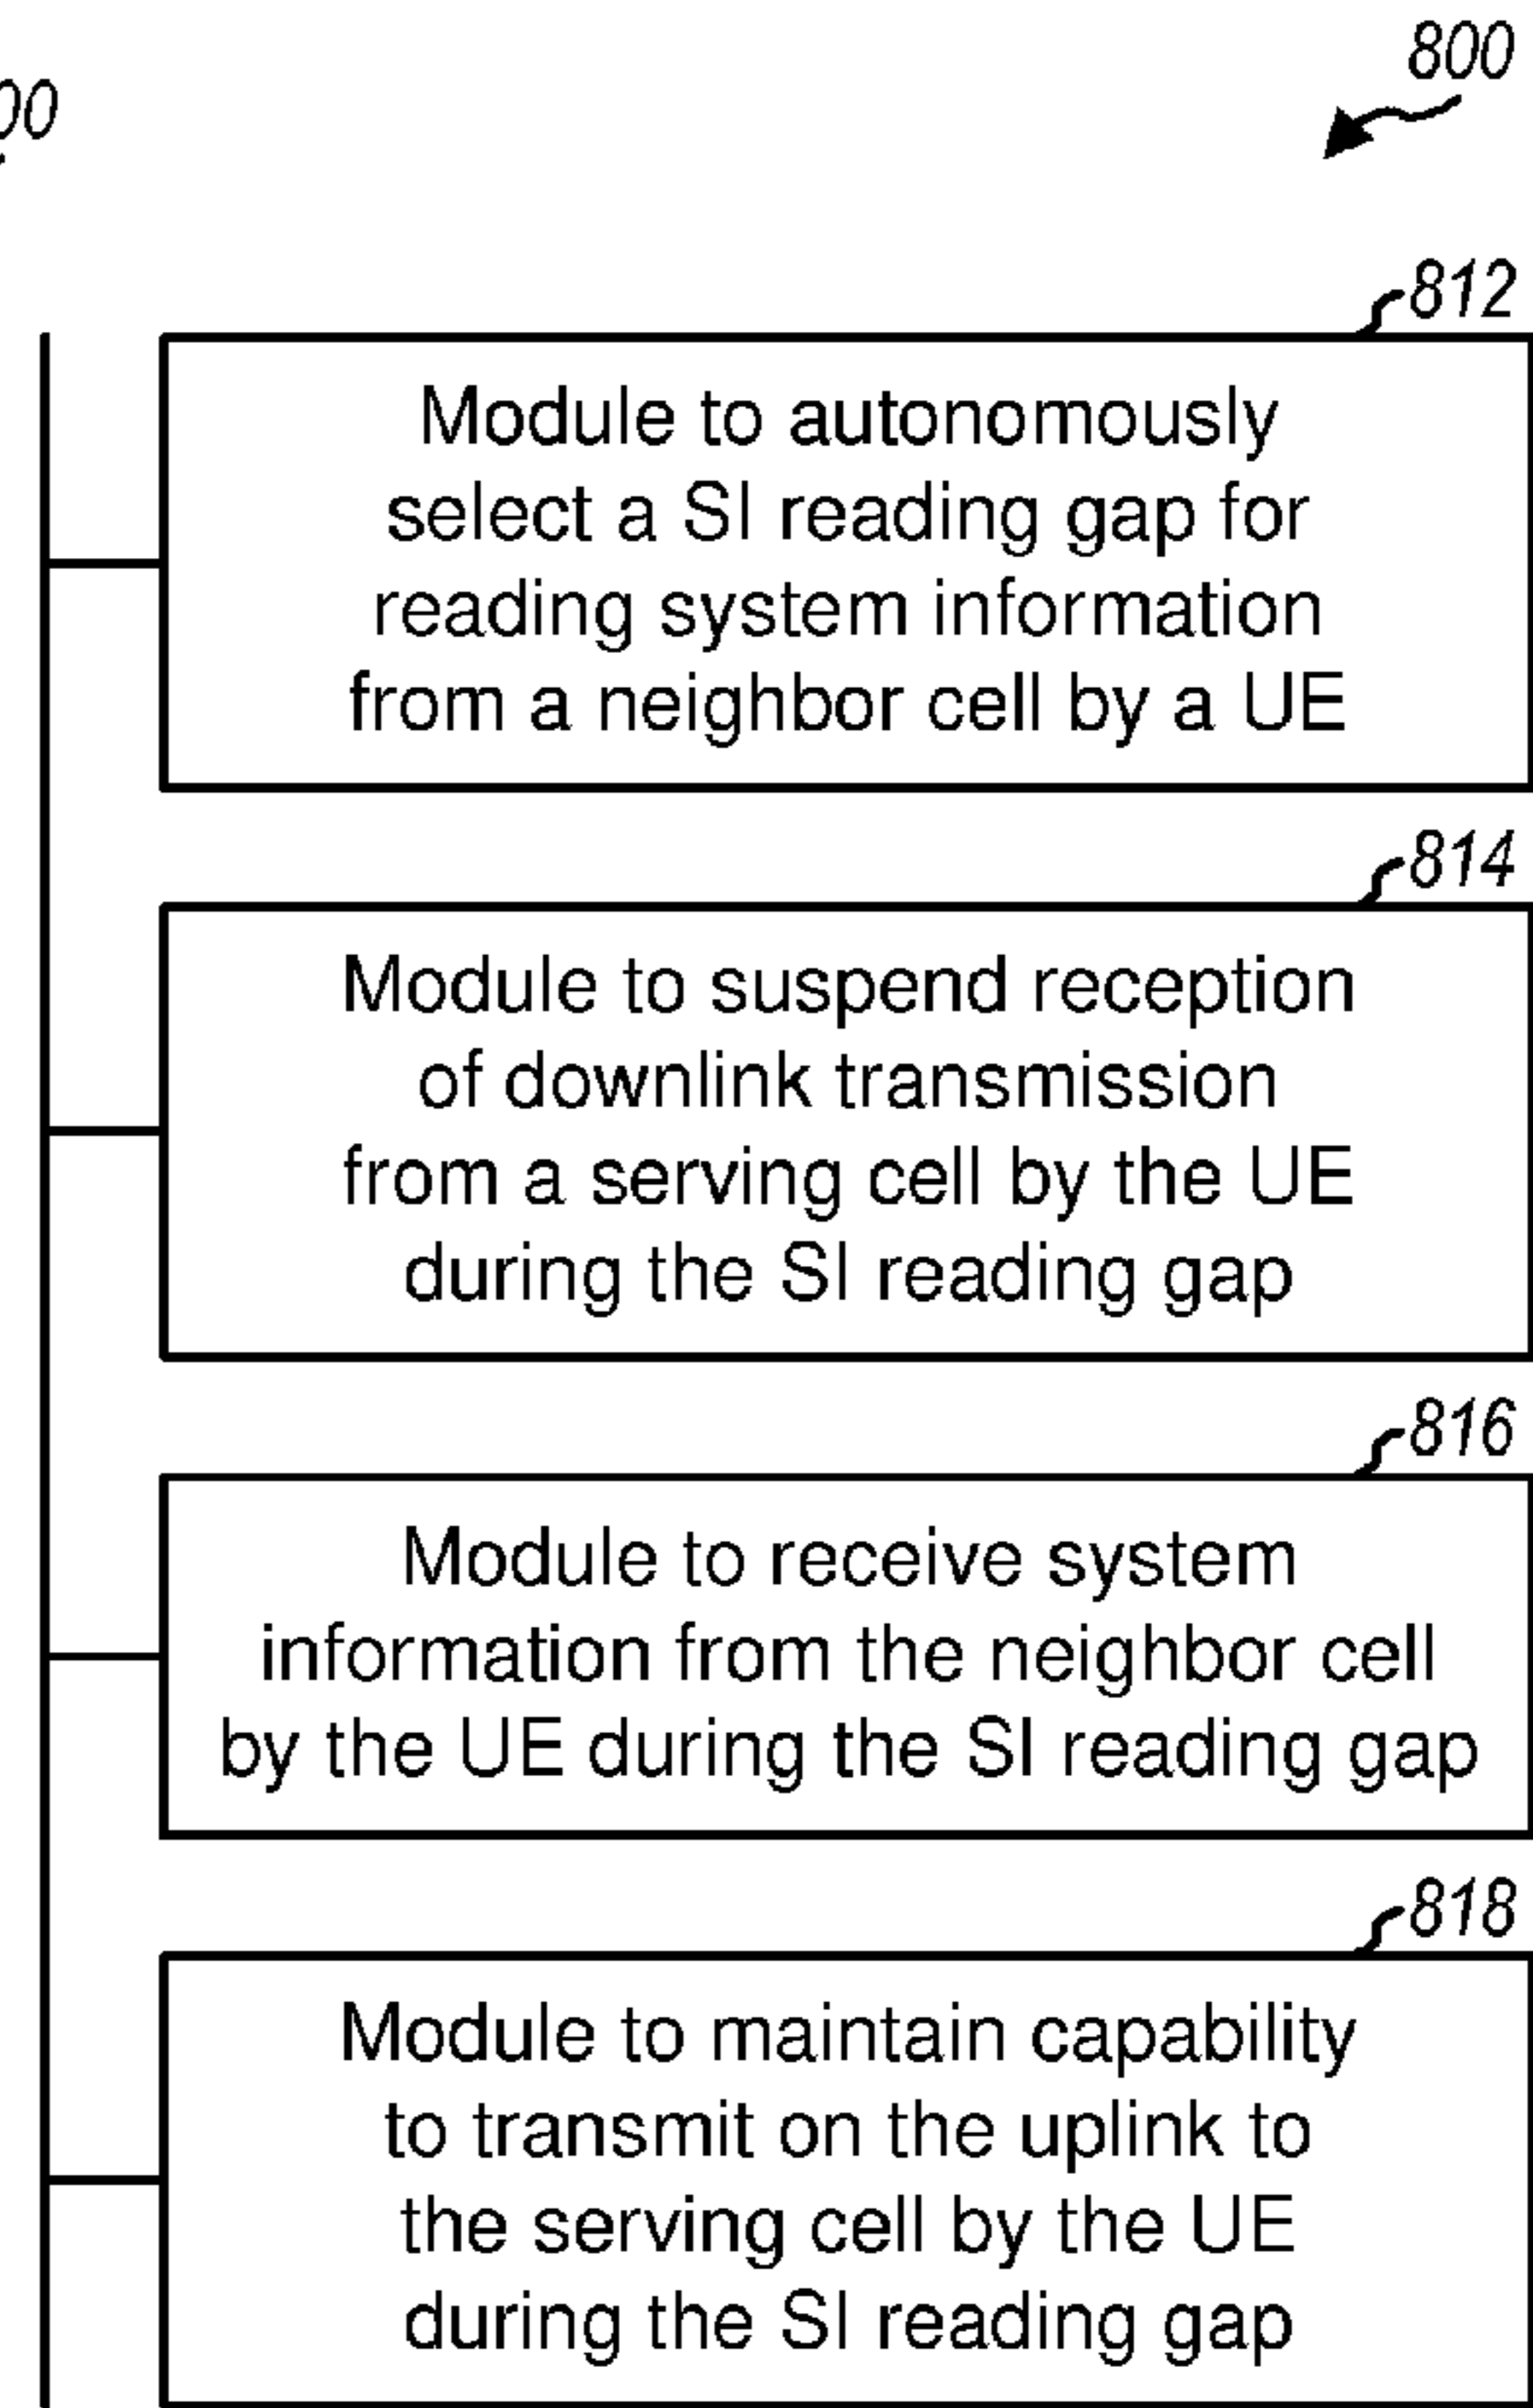 800
00
812
Module to autonomously
select a SI reading gap for
reading system information
from a neighbor cell by a UE
814
Module to suspend reception
of downlink transmission
from a serving cell by the UE
during the SI reading gap
816
Module to receive system
information from the neighbor cell
by the UE during the SI reading gap
818
Module to maintain capability
to transmit on the uplink to
the serving cell by the UE
during the SI reading gap